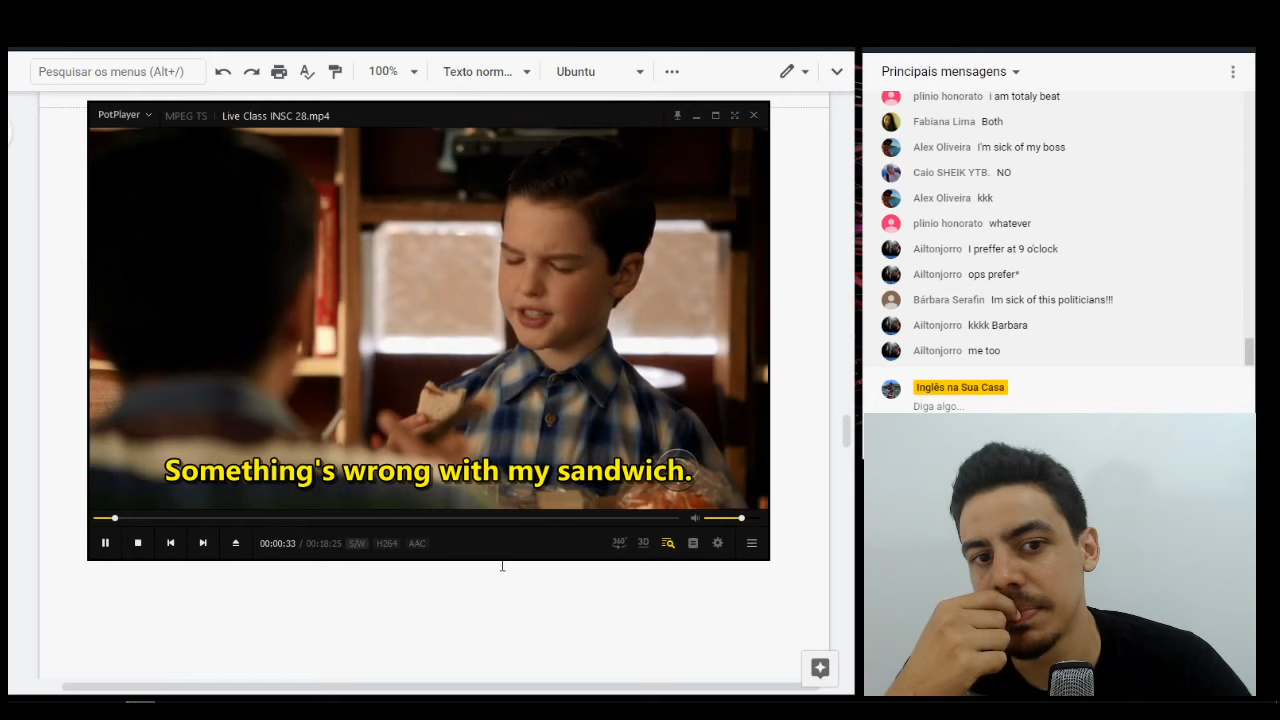 Pesquisar os menus (Alt+/)
100%
Texto norm...
Ubuntu
PotPlayer
MPEG TS
Live Class INSC 28.mp4
Something's wrong with my sandwich.
00:00:33 / 00:18:25 S/W H264 AAC
360°
3D
Principais mensagens
plinio honorato i am totaly beat
Fabiana Lima Both
Alex Oliveira I'm sick of my boss
Caio SHEIK YTB. NO
Alex Oliveira kkk
plinio honorato whatever
Ailtonjorro I preffer at 9 o'clock
Ailtonjorro ops prefer*
Bárbara Serafin Im sick of this politicians!!!
Ailtonjorro kkkk Barbara
Ailtonjorro me too
Inglês na Sua Casa
Diga algo...